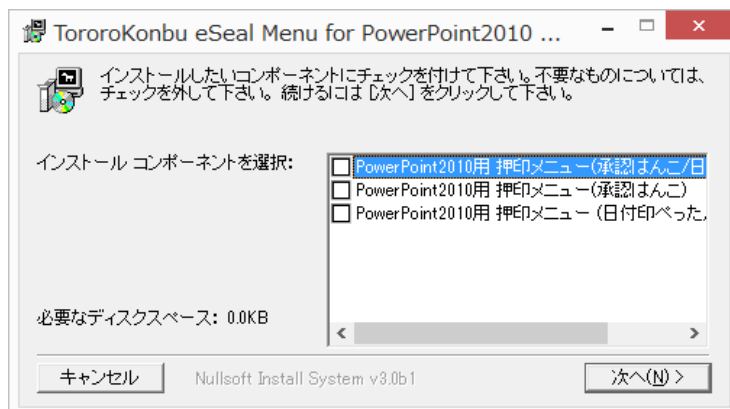 TororoKonbu eSeal Menu for PowerPoint2010 ...
インストールしたいコンポーネントにチェックを付けて下さい。不要なものについては、
チェックを外して下さい。続けるには [次へ] をクリックして下さい。
インストール コンポーネントを選択:
PowerPoint2010用 押印メニュー(承認はんこ/日
PowerPoint2010用 押印メニュー(承認はんこ)
PowerPoint2010用 押印メニュー (日付印ぺった
必要なディスクスペース: 0.0KB
キャンセル
Nullsoft Install System v3.0b1
次へ(N) >